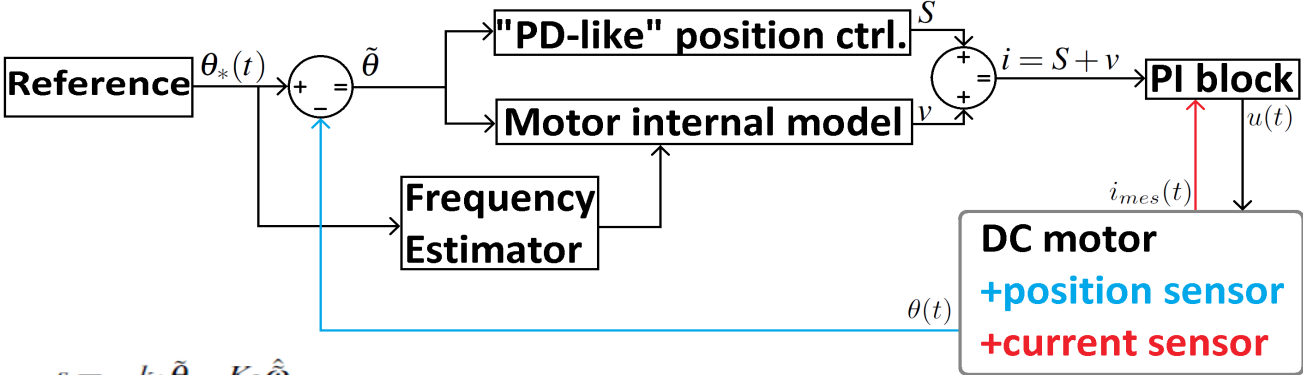 Reference
θ*(t)
+ − =
θ̃
"PD-like" position ctrl.
S
Motor internal model
v
+ + =
i = S + v
PI block
u(t)
i_mes(t)
Frequency
Estimator
DC motor
+position sensor
+current sensor
θ(t)